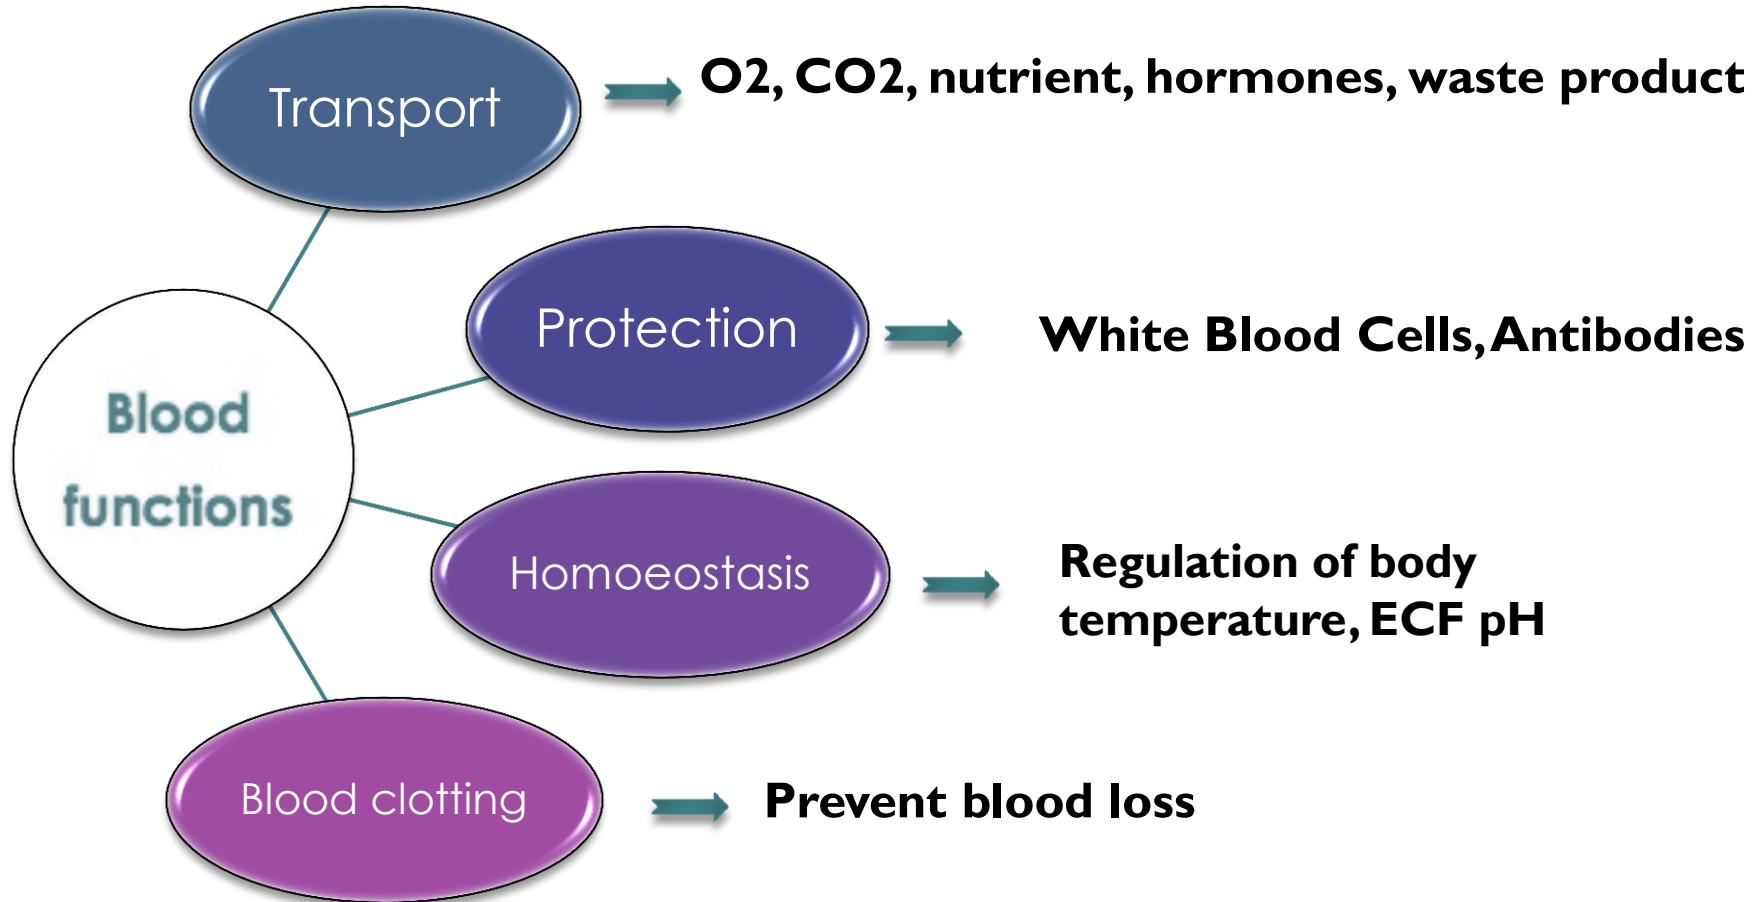 Transport
O2, CO2, nutrient, hormones, waste product
Protection
White Blood Cells, Antibodies
Blood
functions
Homoeostasis
Regulation of body
temperature, ECF pH
Blood clotting
Prevent blood loss